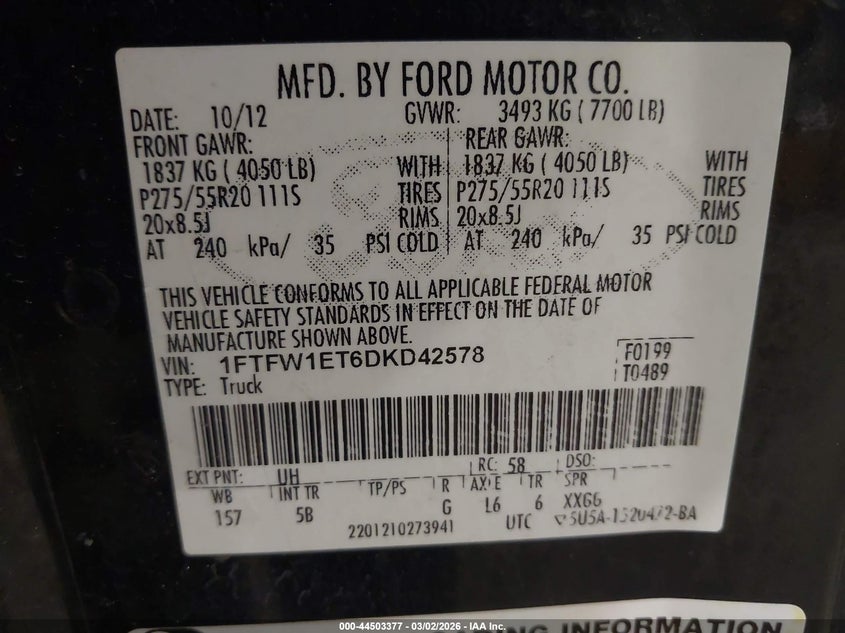 MFD. BY FORD MOTOR CO.
DATE: 10/12 GVWR: 3493 KG ( 7700 LB)
FRONT GAWR: REAR GAWR:
1837 KG ( 4050 LB) WITH 1837 KG ( 4050 LB) WITH
P275/55R20 111S TIRES P275/55R20 111S TIRES
20x8.5J RIMS 20x8.5J RIMS
AT 240 kPa/ 35 PSI COLD AT 240 kPa/ 35 PSI COLD
THIS VEHICLE CONFORMS TO ALL APPLICABLE FEDERAL MOTOR
VEHICLE SAFETY STANDARDS IN EFFECT ON THE DATE OF
MANUFACTURE SHOWN ABOVE.
VIN: 1FTFW1ET6DKD42578 F0199
TYPE: Truck T0489
EXT PNT: UH RC: 58 DSO:
WB INT TR TP/PS R AXLE TR SPR
157 5B G L6 6 XXG6
2201210273941 UTC
INFORMATION
000-44503377 - 03/02/2026 - IAA Inc.